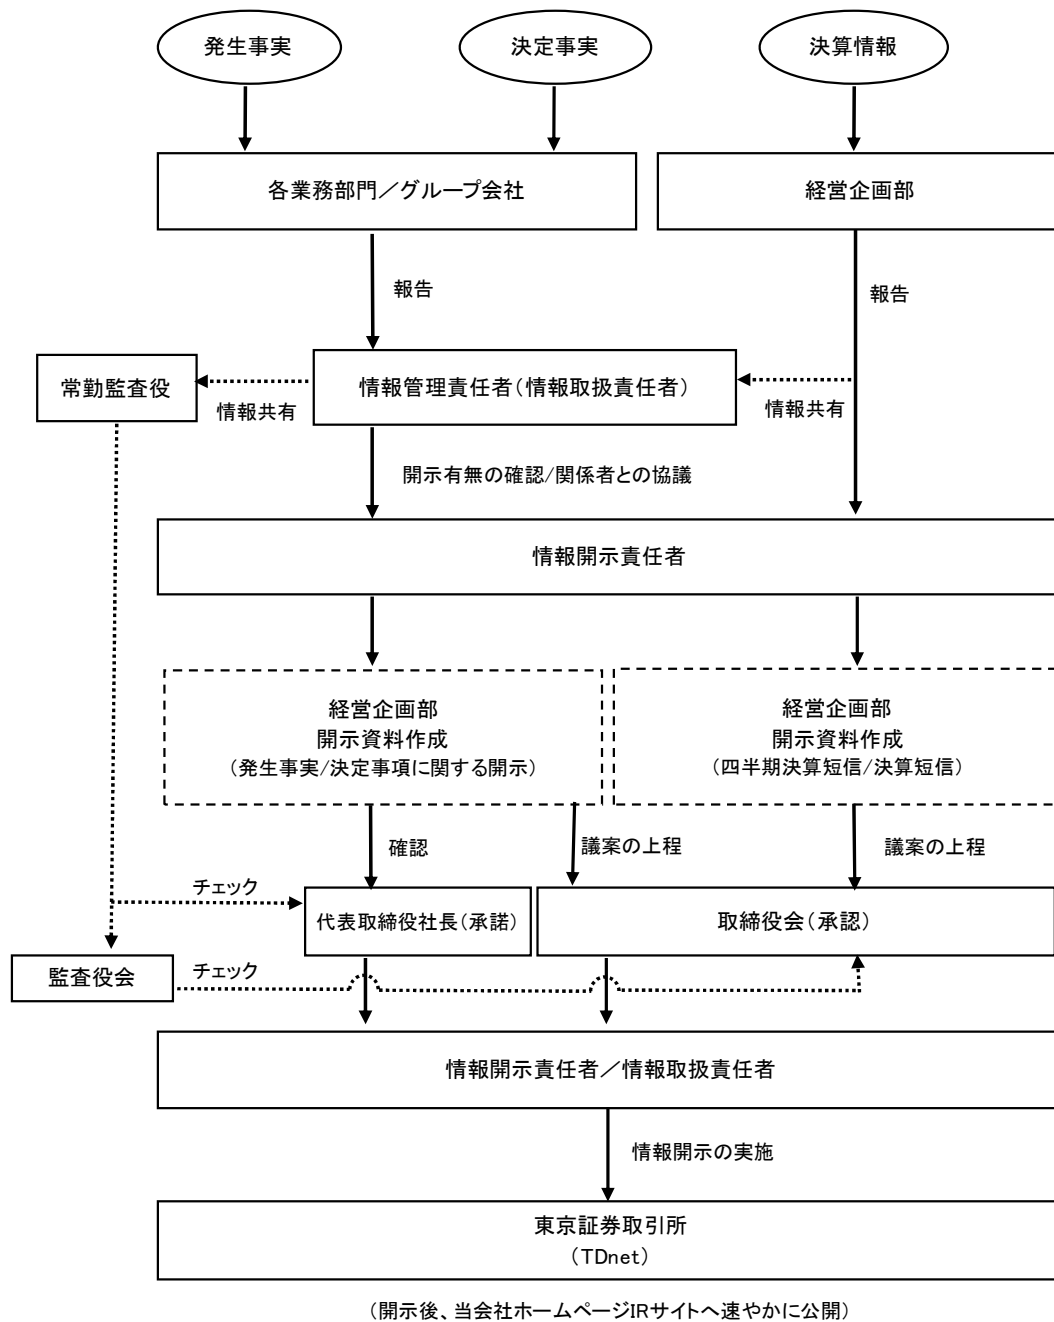 発生事実
決定事実
決算情報
各業務部門／グループ会社
経営企画部
報告
報告
常勤監査役
情報共有
情報管理責任者（情報取扱責任者）
情報共有
開示有無の確認/関係者との協議
情報開示責任者
経営企画部
開示資料作成
（発生事実/決定事項に関する開示）
経営企画部
開示資料作成
（四半期決算短信/決算短信）
確認
議案の上程
議案の上程
チェック
代表取締役社長（承諾）
取締役会（承認）
監査役会
チェック
情報開示責任者／情報取扱責任者
情報開示の実施
東京証券取引所
（TDnet）
（開示後、当会社ホームページIRサイトへ速やかに公開）